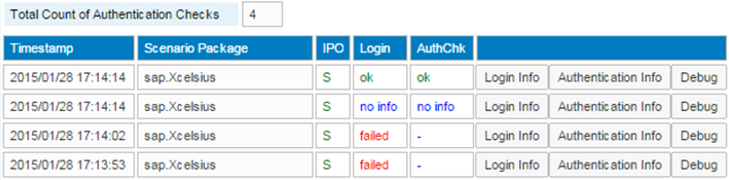 Total Count of Authentication Checks 4
Timestamp Scenario Package IPO Login AuthChk
2015/01/28 17:14:14 sap.Xcelsius S ok ok Login Info Authentication Info Debug
2015/01/28 17:14:14 sap.Xcelsius S no info no info Login Info Authentication Info Debug
2015/01/28 17:14:02 sap.Xcelsius S failed - Login Info Authentication Info Debug
2015/01/28 17:13:53 sap.Xcelsius S failed - Login Info Authentication Info Debug